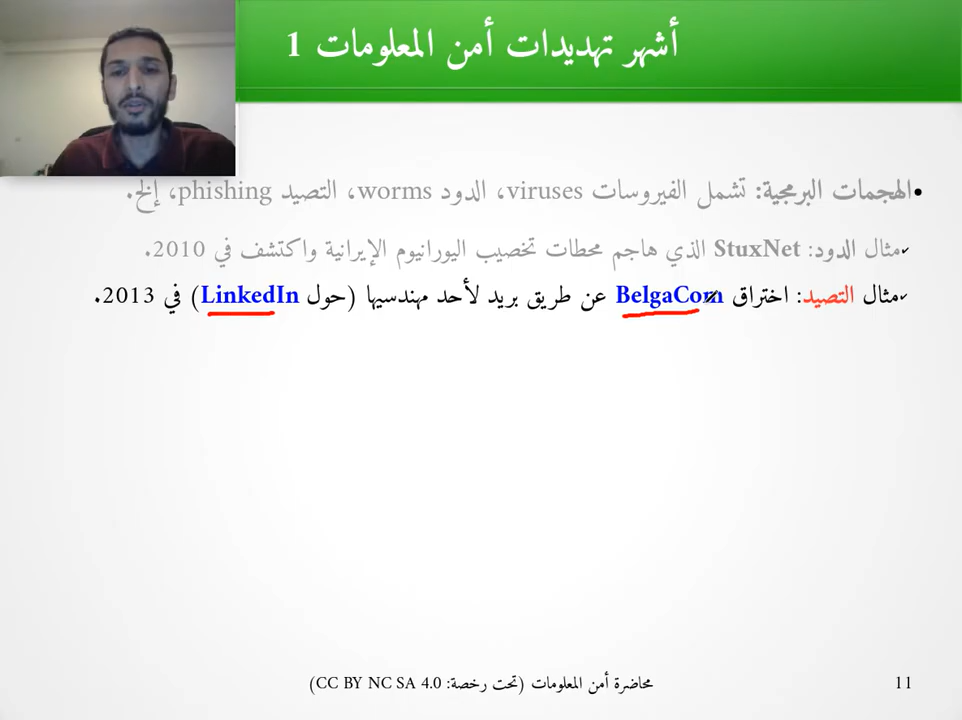 أشهر تهديدات أمن المعلومات 1
•الهجمات البرمجية: تشمل الفيروسات viruses، الدود worms، التصيد phishing، إلخ.
✓مثال الدود: StuxNet الذي هاجم محطات تخصيب اليورانيوم الإيرانية واكتشف في 2010.
✓مثال التصيد: اختراق BelgaCom عن طريق بريد لأحد مهندسيها (حول LinkedIn) في 2013.
محاضرة أمن المعلومات (تحت رخصة: CC BY NC SA 4.0)
11